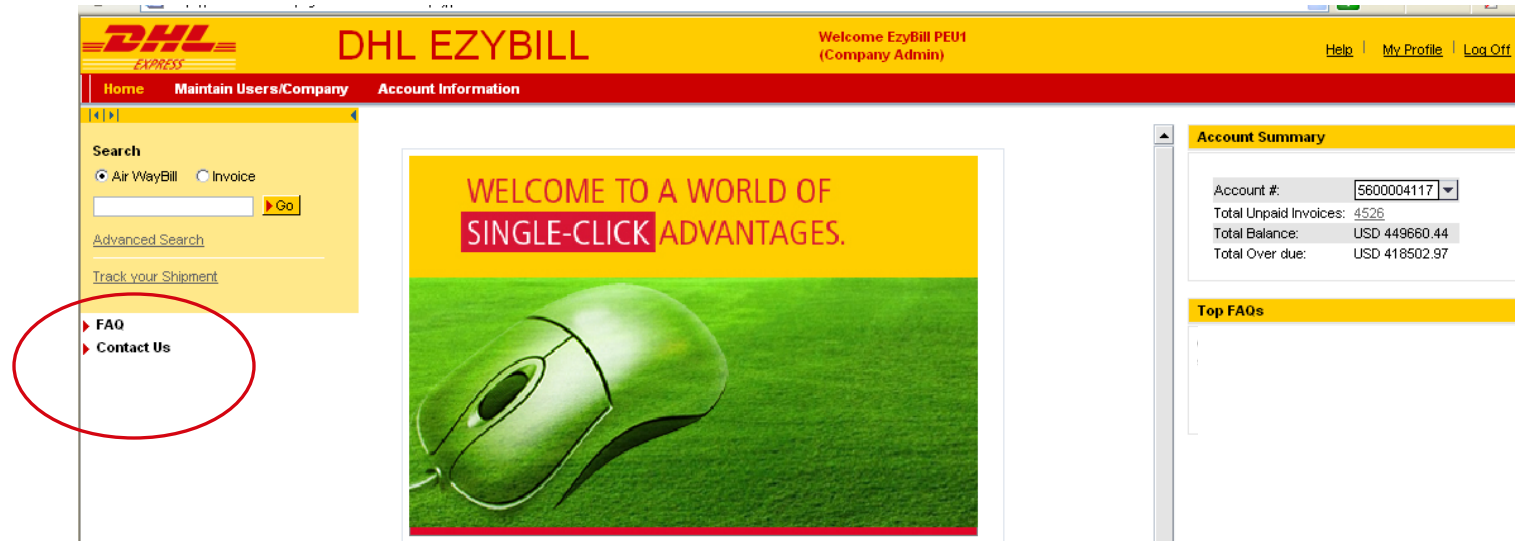 DHL
EXPRESS
DHL EZYBILL
Welcome EzyBill PEU1
(Company Admin)
Help | My Profile | Log Off
Home Maintain Users/Company Account Information
Search
Air WayBill Invoice
Go
Advanced Search
Track your Shipment
FAQ
Contact Us
WELCOME TO A WORLD OF
SINGLE-CLICK ADVANTAGES.
Account Summary
Account #: 5600004117
Total Unpaid Invoices: 4526
Total Balance: USD 449660.44
Total Over due: USD 418502.97
Top FAQs